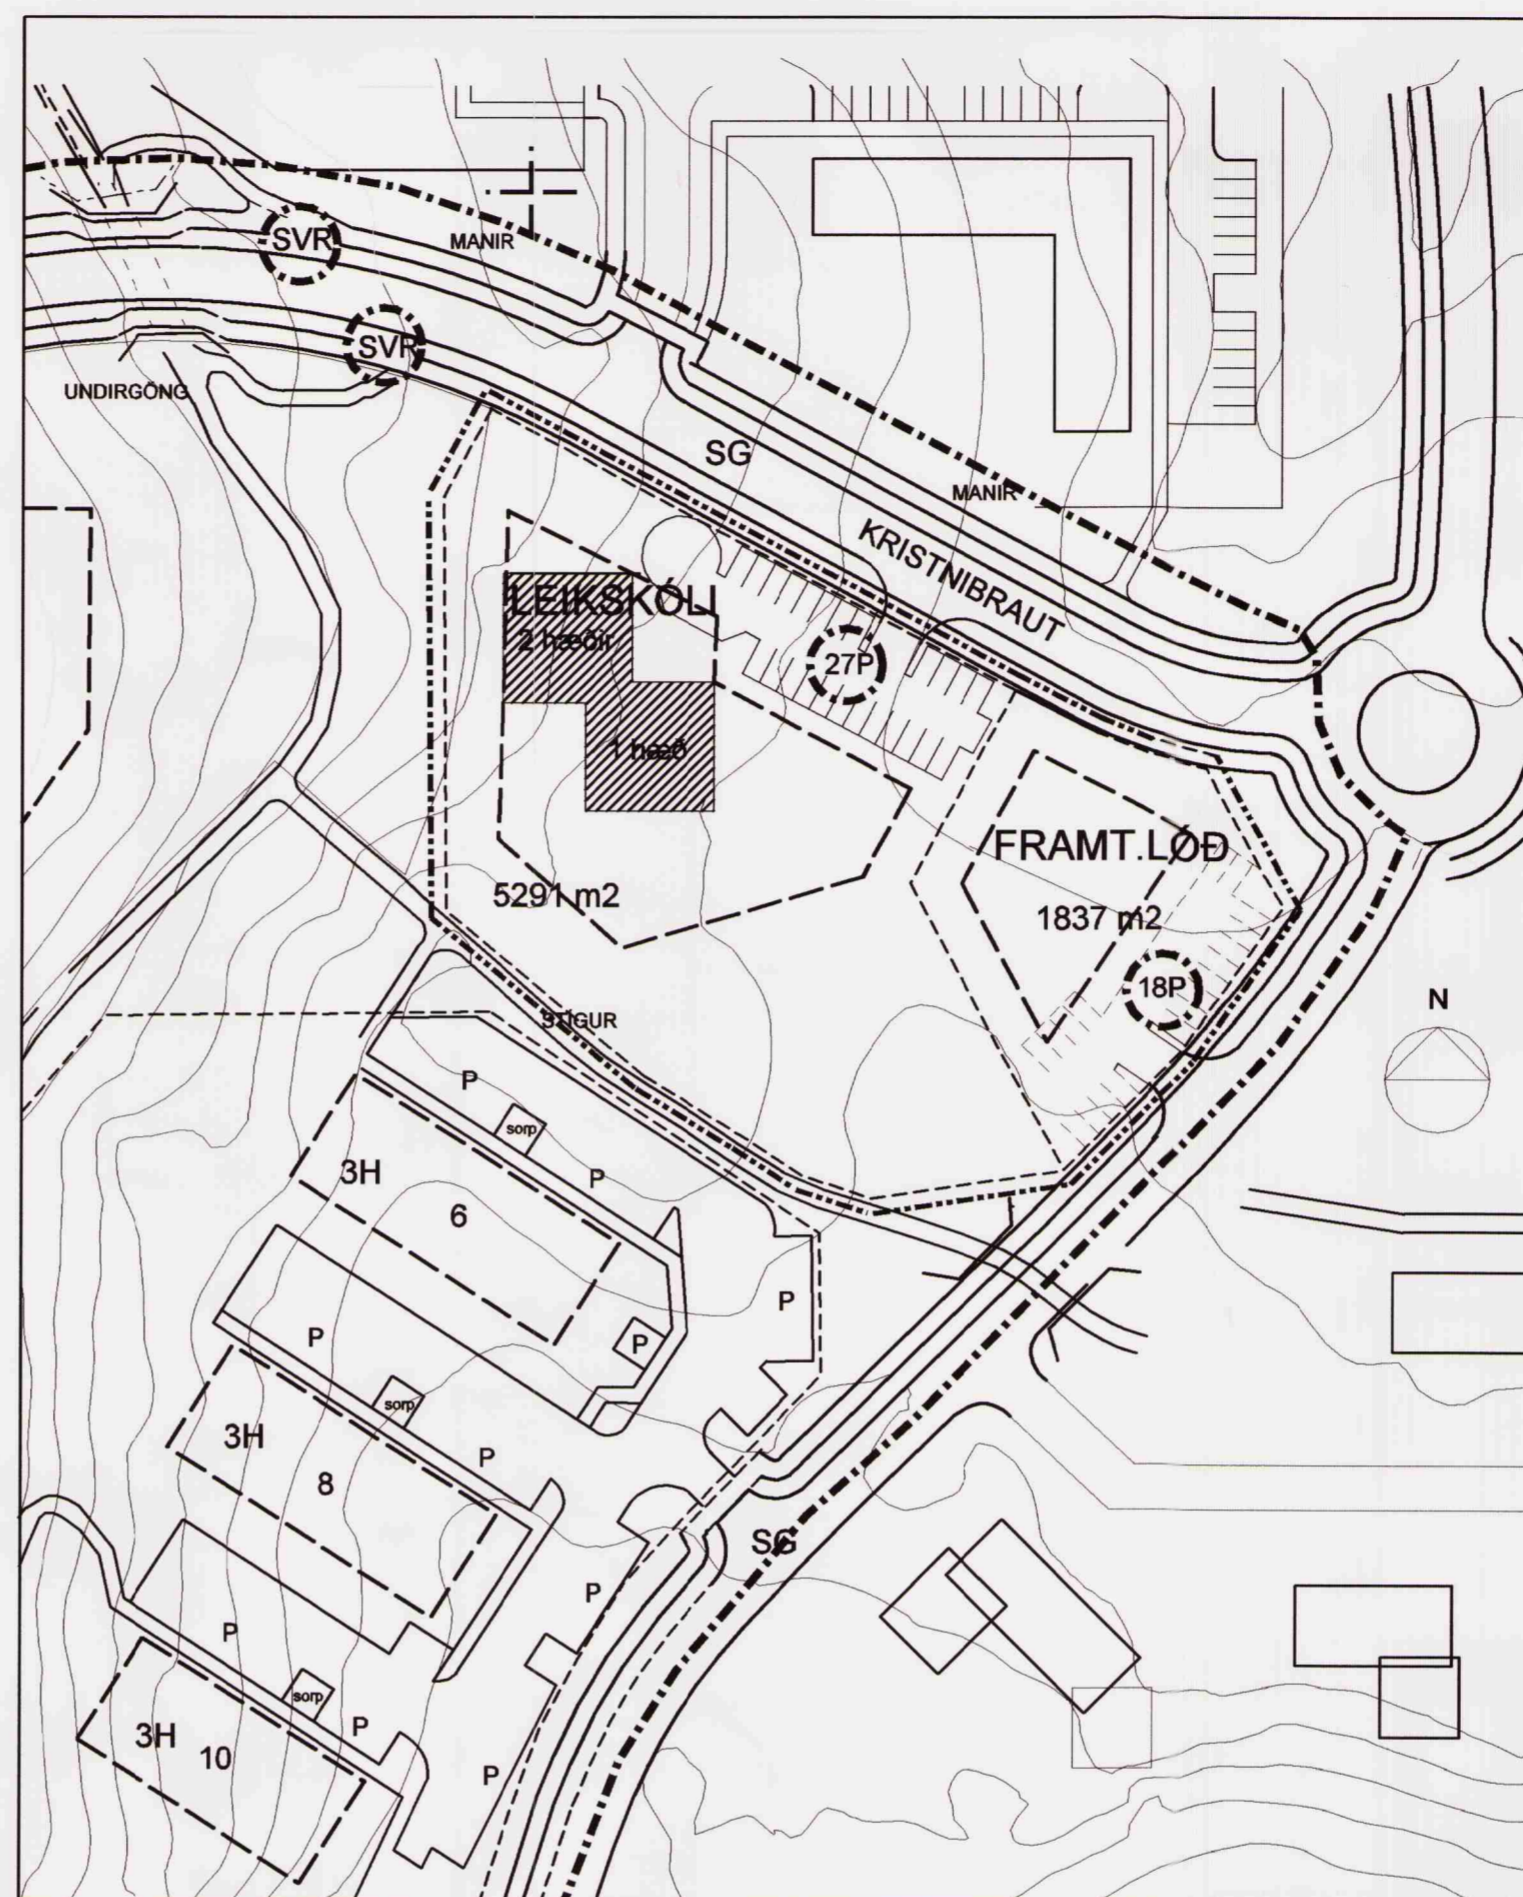 SVR
MANIR
SVR
UNDIRGÖNG
SG
MANIR
KRISTNIBRAUT
LEIKSKÓLI
2 hæðir
27P
1 hæð
FRAMT.LÓÐ
5291 m2
1837 m2
18P
N
STÍGUR
P
sorp
3H
P
6
P
P
P
sorp
3H
P
8
SG
P
P
sorp
3H
P
10
P